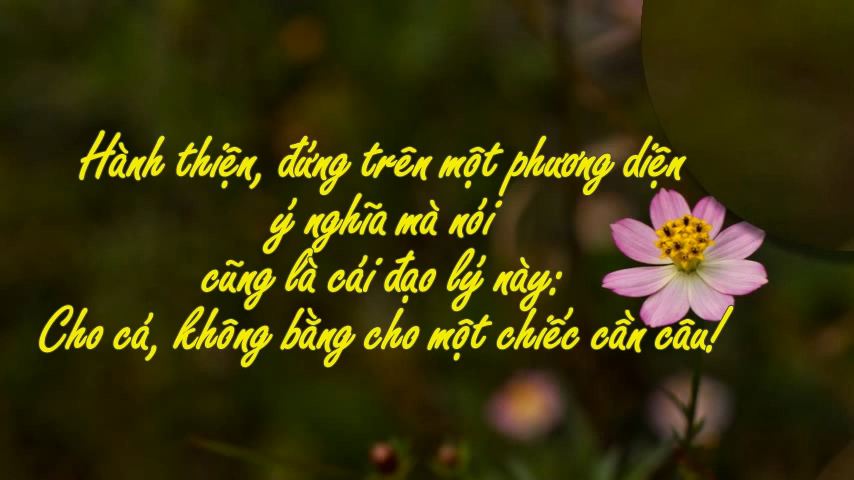 Hành thiện, đứng trên một phương diện
ý nghĩa mà nói
cũng là cái đạo lý này:
Cho cá, không bằng cho một chiếc cần câu!